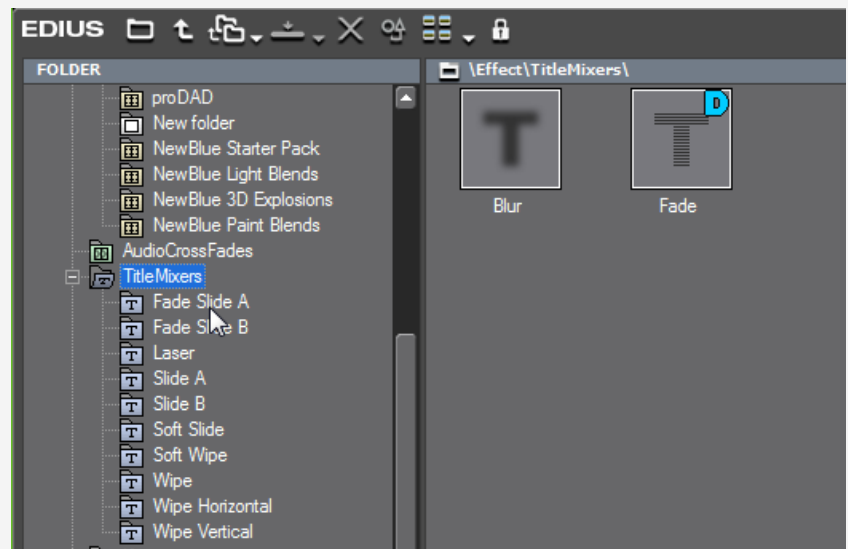 EDIUS
FOLDER
\Effect\TitleMixers\
proDAD
New folder
NewBlue Starter Pack
NewBlue Light Blends
NewBlue 3D Explosions
NewBlue Paint Blends
AudioCrossFades
TitleMixers
Fade Slide A
Fade Slide B
Laser
Slide A
Slide B
Soft Slide
Soft Wipe
Wipe
Wipe Horizontal
Wipe Vertical
T
Blur
D
T
Fade